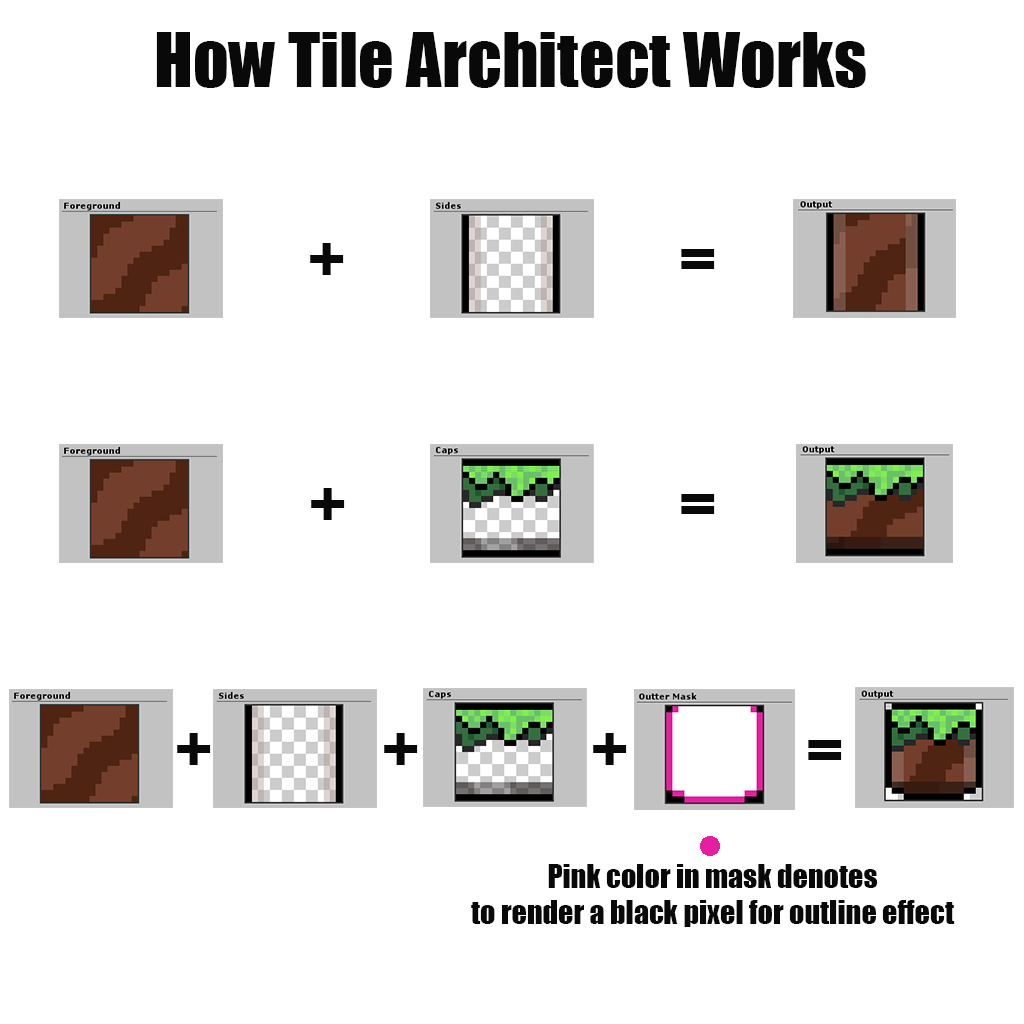 How Tile Architect Works
Foreground
+
Sides
=
Output
Foreground
+
Caps
=
Output
Foreground
+
Sides
+
Caps
+
Outter Mask
=
Output
Pink color in mask denotes
to render a black pixel for outline effect